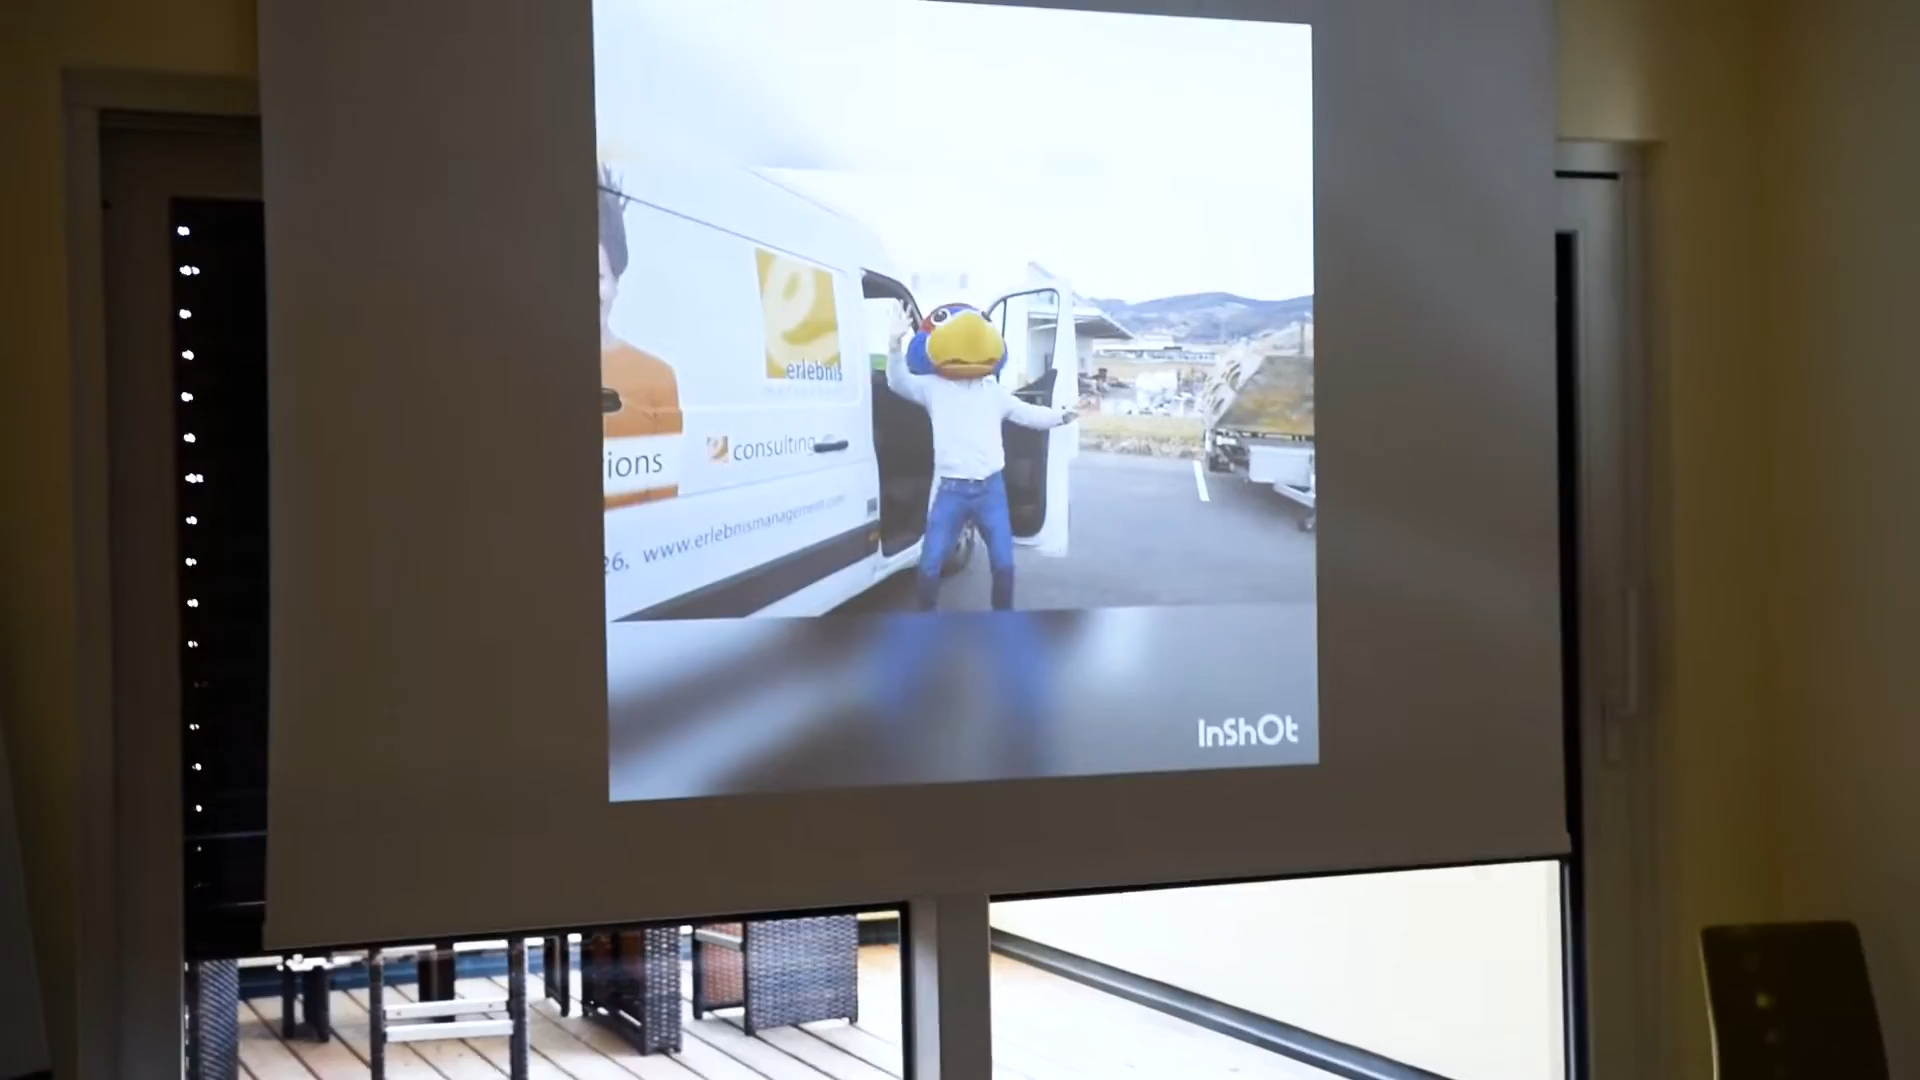 erlebnis
consulting
ions
26. www.erlebnismanagement.com
InShOt